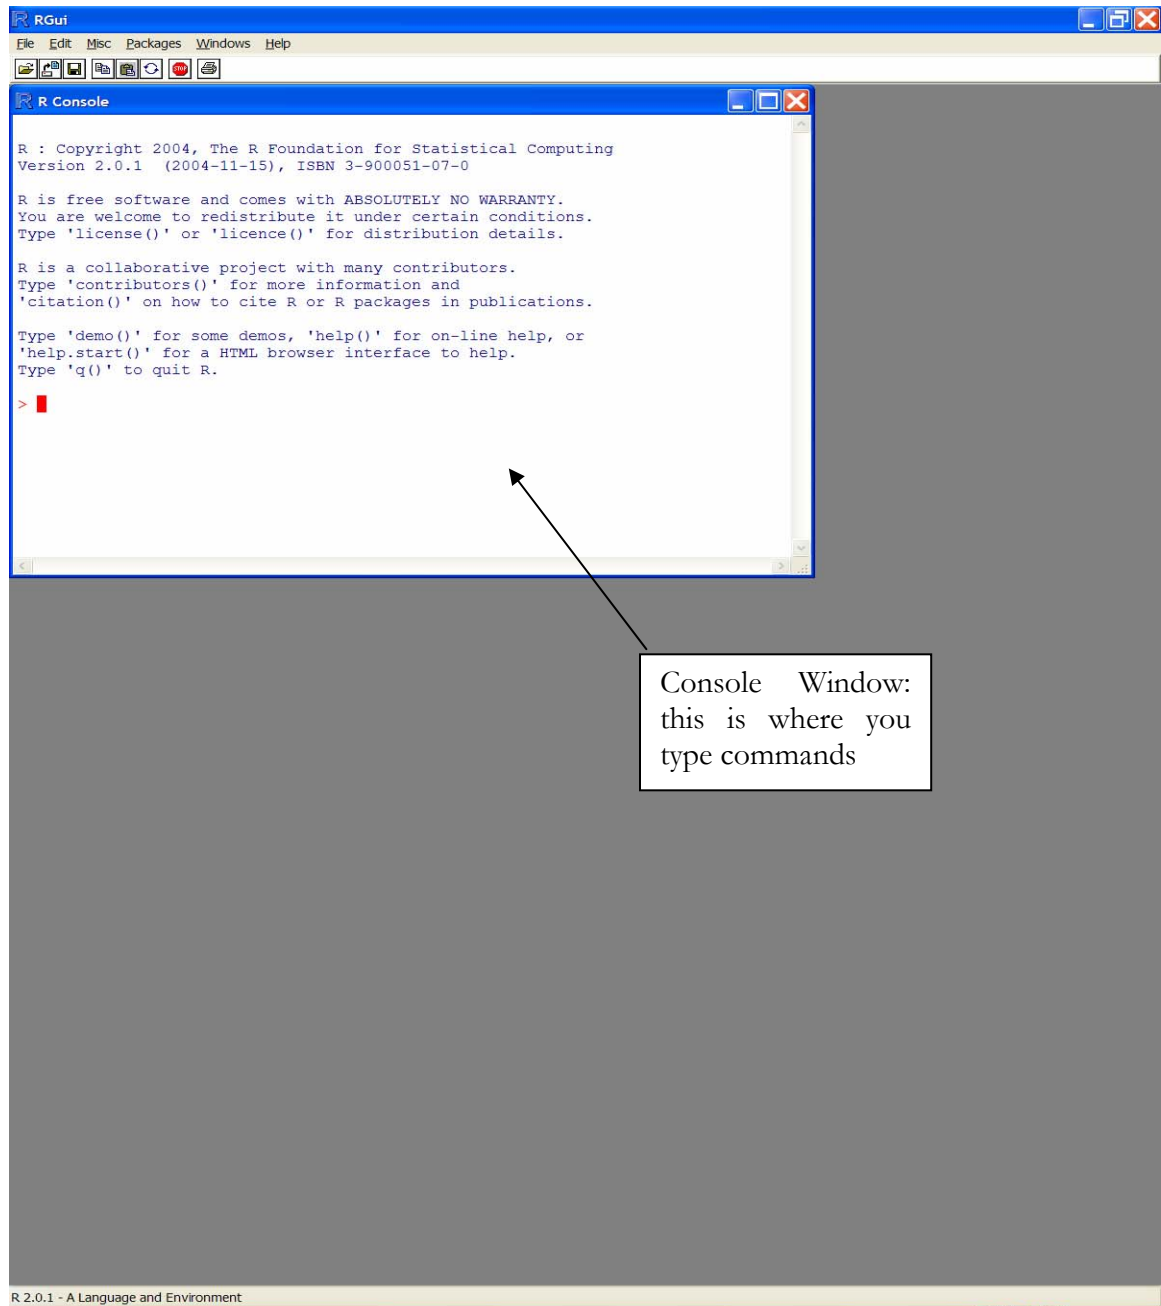 RGui
File Edit Misc Packages Windows Help
STOP
R Console
R : Copyright 2004, The R Foundation for Statistical Computing
Version 2.0.1 (2004-11-15), ISBN 3-900051-07-0
R is free software and comes with ABSOLUTELY NO WARRANTY.
You are welcome to redistribute it under certain conditions.
Type 'license()' or 'licence()' for distribution details.
R is a collaborative project with many contributors.
Type 'contributors()' for more information and
'citation()' on how to cite R or R packages in publications.
Type 'demo()' for some demos, 'help()' for on-line help, or
'help.start()' for a HTML browser interface to help.
Type 'q()' to quit R.
>
Console Window:
this is where you
type commands
R 2.0.1 - A Language and Environment